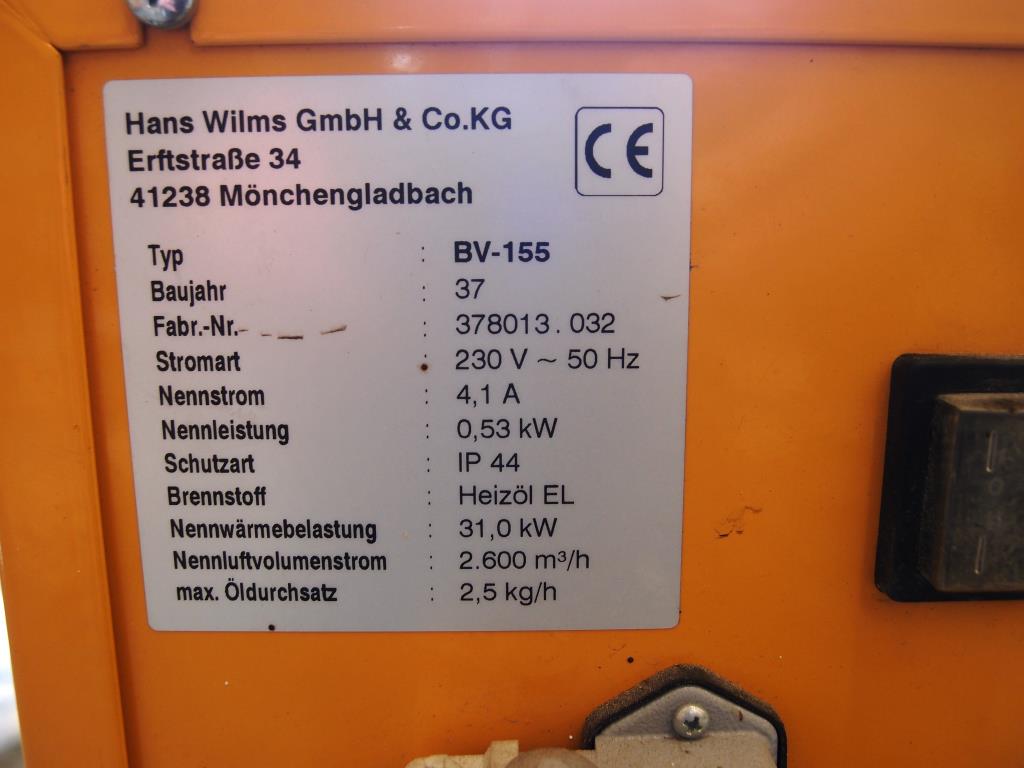 Hans Wilms GmbH & Co.KG
Erftstraße 34
41238 Mönchengladbach
CE
Typ : BV-155
Baujahr : 37
Fabr.-Nr. : 378013.032
Stromart : 230 V ~ 50 Hz
Nennstrom : 4,1 A
Nennleistung : 0,53 kW
Schutzart : IP 44
Brennstoff : Heizöl EL
Nennwärmebelastung : 31,0 kW
Nennluftvolumenstrom : 2.600 m³/h
max. Öldurchsatz : 2,5 kg/h